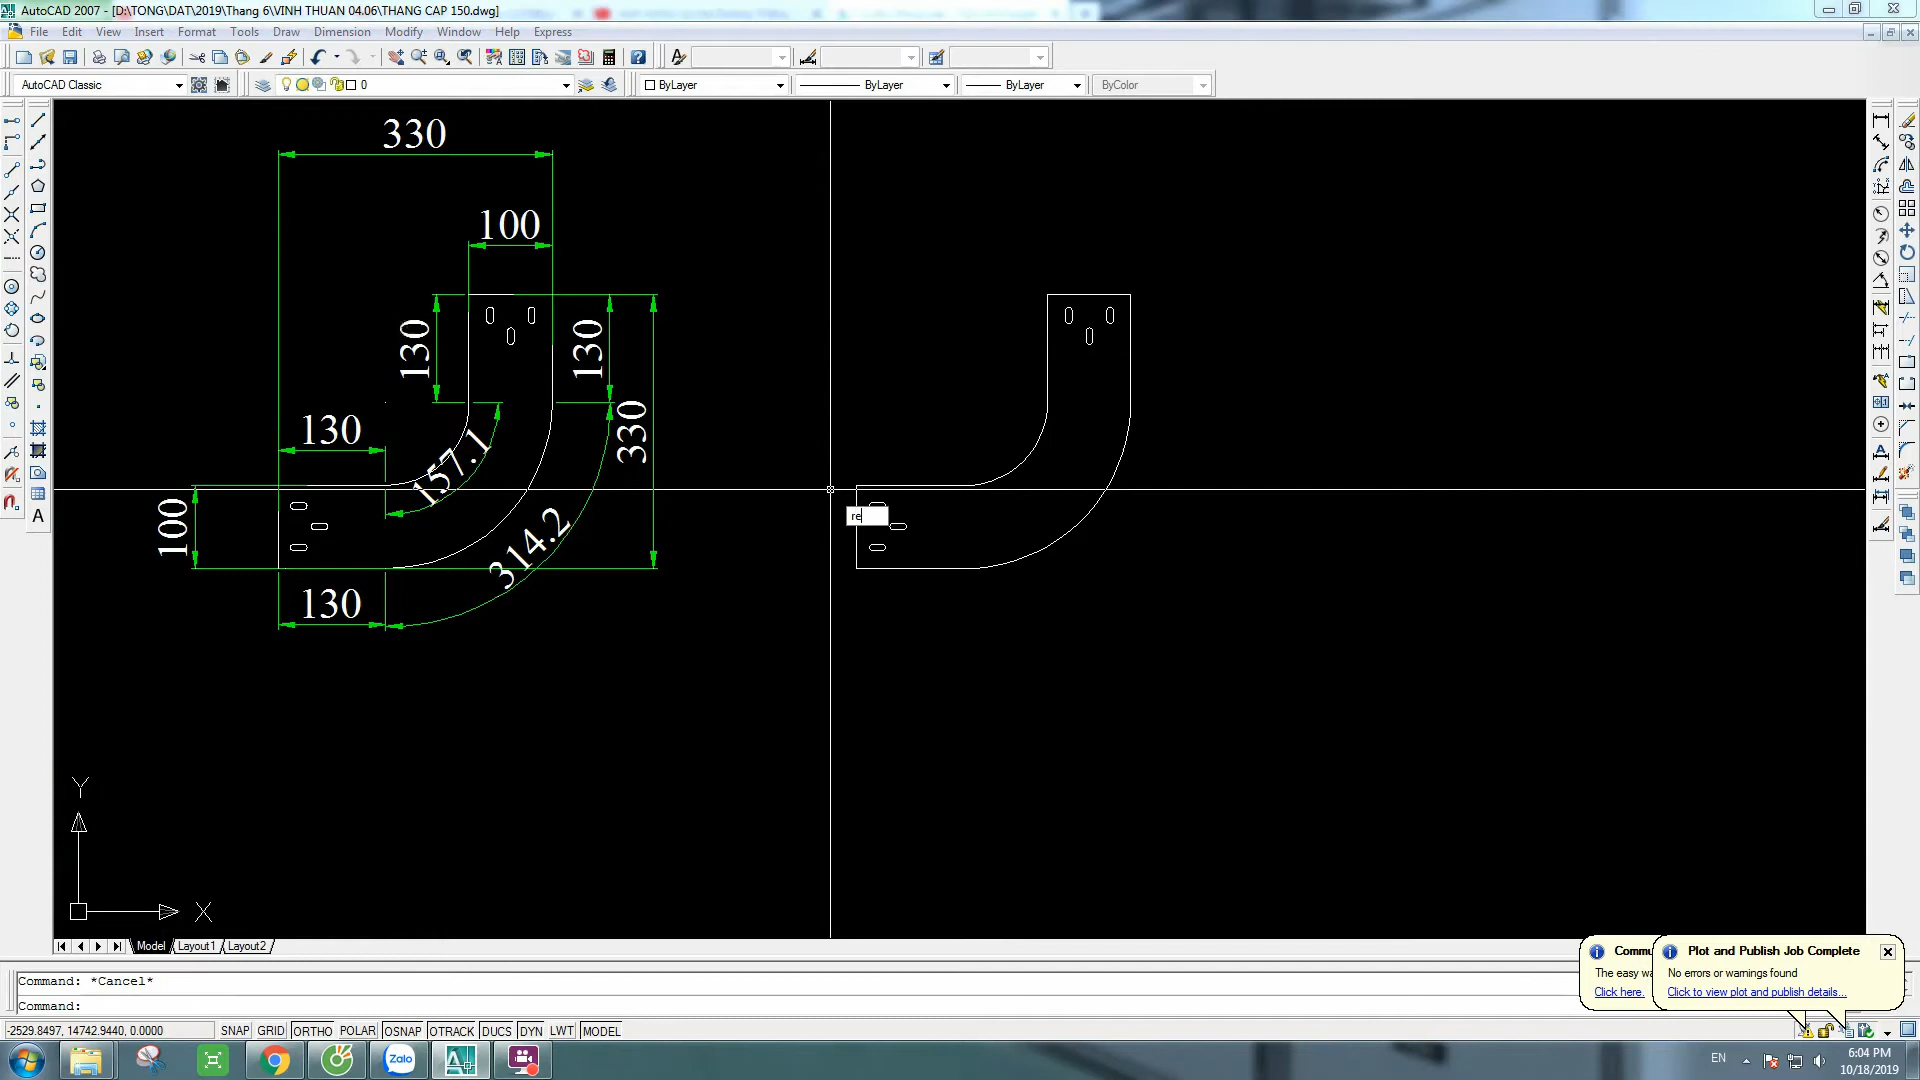 AutoCAD 2007 - [D:\TONG\DAT\2019\Thang 6\VINH THUAN 04.06\THANG CAP 150.dwg]
File Edit View Insert Format Tools Draw Dimension Modify Window Help Express
AutoCAD Classic
0
ByLayer
ByLayer
ByLayer
ByColor
330
100
130
130
130
330
157.1
100
314.2
130
re
Y
X
Model Layout1 Layout2
Command: *Cancel*
Command:
Commu
The easy wa
Click here.
Plot and Publish Job Complete
No errors or warnings found
Click to view plot and publish details...
-2529.8497, 14742.9440, 0.0000
SNAP GRID ORTHO POLAR OSNAP OTRACK DUCS DYN LWT MODEL
Zalo
EN
6:04 PM
10/18/2019